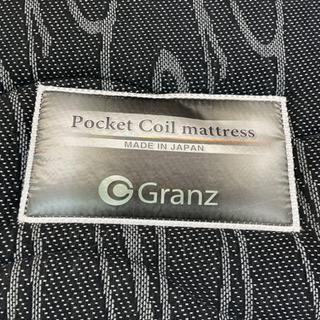 Pocket Coil mattress
MADE IN JAPAN
Granz